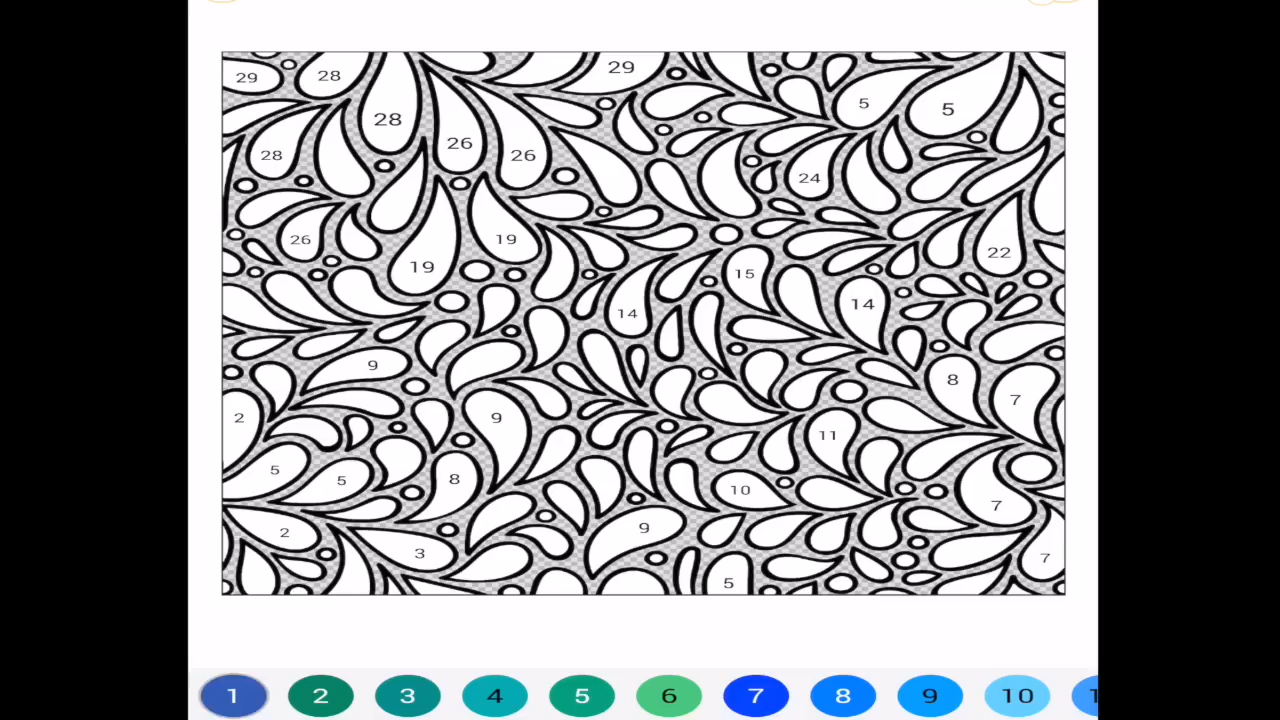 29 28 29
28 5 5
26 26
28 24
26 19 22
19 15
14 14
9 8 7
2 9 11
5 5 8 10 7
2 3 9 7
5
1 2 3 4 5 6 7 8 9 10